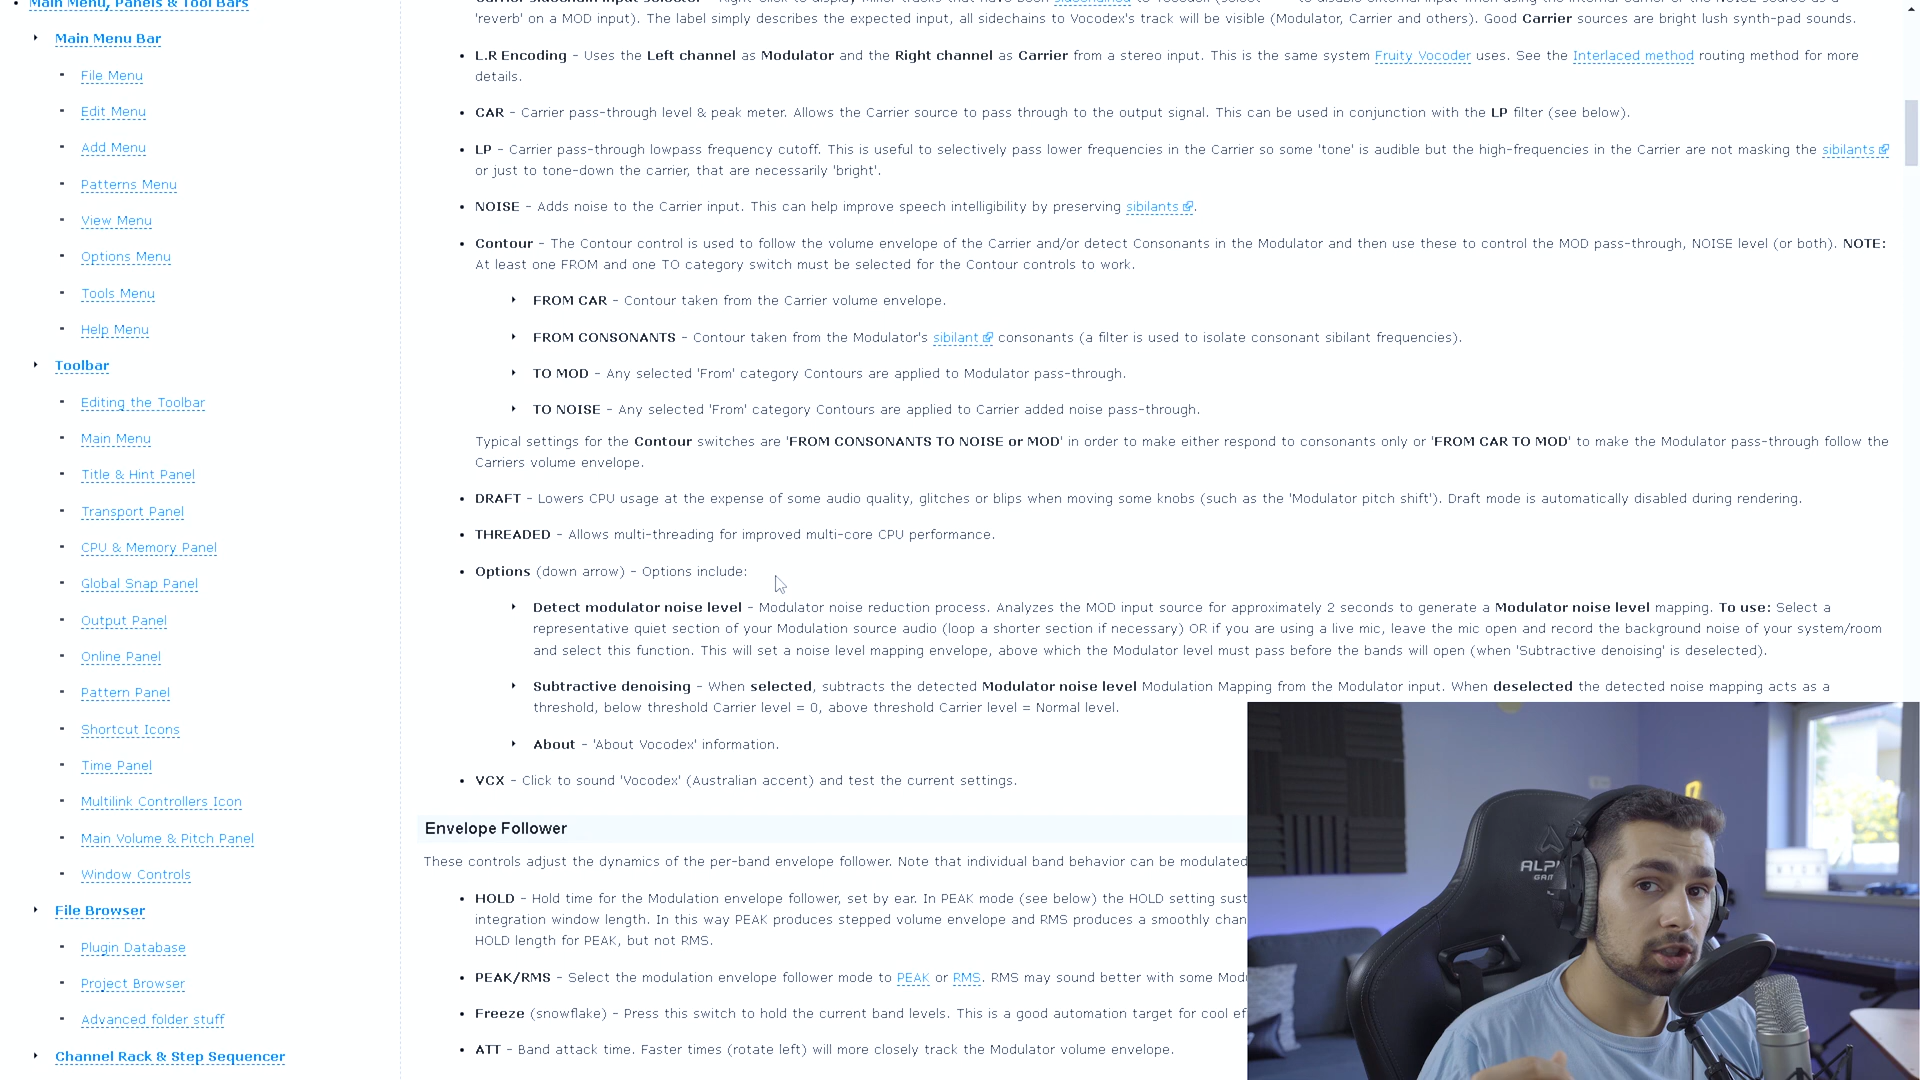 Main Menu, Panels & Tool Bars
Main Menu Bar
File Menu
Edit Menu
Add Menu
Patterns Menu
View Menu
Options Menu
Tools Menu
Help Menu
Toolbar
Editing the Toolbar
Main Menu
Title & Hint Panel
Transport Panel
CPU & Memory Panel
Global Snap Panel
Output Panel
Online Panel
Pattern Panel
Shortcut Icons
Time Panel
Multilink Controllers Icon
Main Volume & Pitch Panel
Window Controls
File Browser
Plugin Database
Project Browser
Advanced folder stuff
Channel Rack & Step Sequencer
'reverb' on a MOD input). The label simply describes the expected input, all sidechains to Vocodex's track will be visible (Modulator, Carrier and others). Good Carrier sources are bright lush synth-pad sounds.
L.R Encoding - Uses the Left channel as Modulator and the Right channel as Carrier from a stereo input. This is the same system Fruity Vocoder uses. See the Interlaced method routing method for more
details.
CAR - Carrier pass-through level & peak meter. Allows the Carrier source to pass through to the output signal. This can be used in conjunction with the LP filter (see below).
LP - Carrier pass-through lowpass frequency cutoff. This is useful to selectively pass lower frequencies in the Carrier so some 'tone' is audible but the high-frequencies in the Carrier are not masking the sibilants
or just to tone-down the carrier, that are necessarily 'bright'.
NOISE - Adds noise to the Carrier input. This can help improve speech intelligibility by preserving sibilants.
Contour - The Contour control is used to follow the volume envelope of the Carrier and/or detect Consonants in the Modulator and then use these to control the MOD pass-through, NOISE level (or both). NOTE:
At least one FROM and one TO category switch must be selected for the Contour controls to work.
FROM CAR - Contour taken from the Carrier volume envelope.
FROM CONSONANTS - Contour taken from the Modulator's sibilant consonants (a filter is used to isolate consonant sibilant frequencies).
TO MOD - Any selected 'From' category Contours are applied to Modulator pass-through.
TO NOISE - Any selected 'From' category Contours are applied to Carrier added noise pass-through.
Typical settings for the Contour switches are 'FROM CONSONANTS TO NOISE or MOD' in order to make either respond to consonants only or 'FROM CAR TO MOD' to make the Modulator pass-through follow the
Carriers volume envelope.
DRAFT - Lowers CPU usage at the expense of some audio quality, glitches or blips when moving some knobs (such as the 'Modulator pitch shift'). Draft mode is automatically disabled during rendering.
THREADED - Allows multi-threading for improved multi-core CPU performance.
Options (down arrow) - Options include:
Detect modulator noise level - Modulator noise reduction process. Analyzes the MOD input source for approximately 2 seconds to generate a Modulator noise level mapping. To use: Select a
representative quiet section of your Modulation source audio (loop a shorter section if necessary) OR if you are using a live mic, leave the mic open and record the background noise of your system/room
and select this function. This will set a noise level mapping envelope, above which the Modulator level must pass before the bands will open (when 'Subtractive denoising' is deselected).
Subtractive denoising - When selected, subtracts the detected Modulator noise level Modulation Mapping from the Modulator input. When deselected the detected noise mapping acts as a
threshold, below threshold Carrier level = 0, above threshold Carrier level = Normal level.
About - 'About Vocodex' information.
VCX - Click to sound 'Vocodex' (Australian accent) and test the current settings.
Envelope Follower
These controls adjust the dynamics of the per-band envelope follower. Note that individual band behavior can be modulated
HOLD - Hold time for the Modulation envelope follower, set by ear. In PEAK mode (see below) the HOLD setting sust
integration window length. In this way PEAK produces stepped volume envelope and RMS produces a smoothly chan
HOLD length for PEAK, but not RMS.
PEAK/RMS - Select the modulation envelope follower mode to PEAK or RMS. RMS may sound better with some Mod
Freeze (snowflake) - Press this switch to hold the current band levels. This is a good automation target for cool ef
ATT - Band attack time. Faster times (rotate left) will more closely track the Modulator volume envelope.